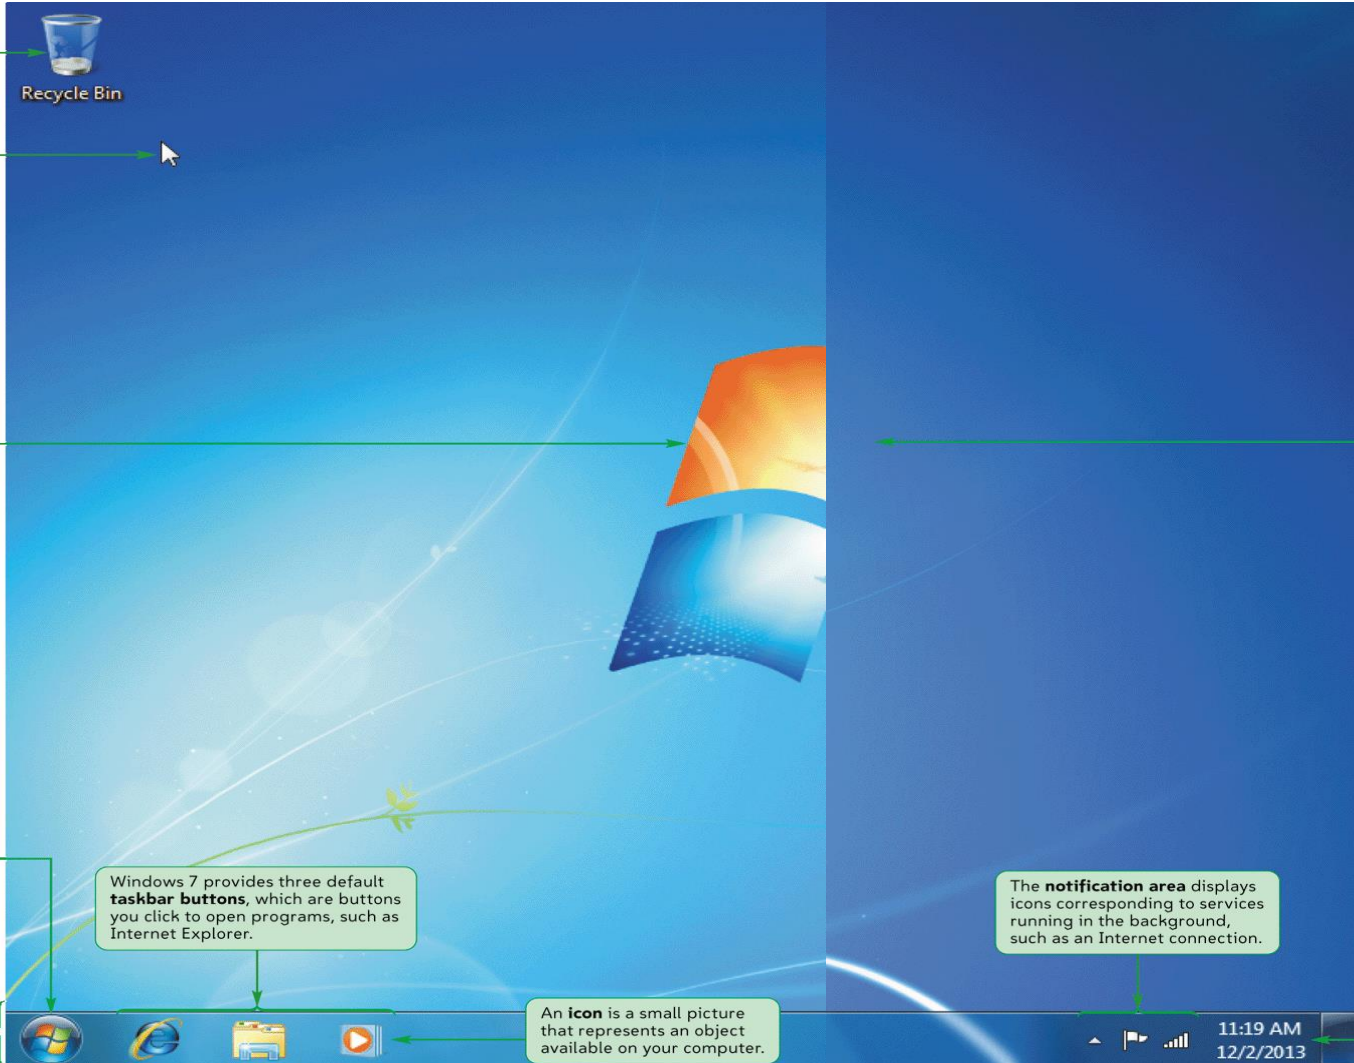 Recycle Bin
Windows 7 provides three default
taskbar buttons, which are buttons
you click to open programs, such as
Internet Explorer.
The notification area displays
icons corresponding to services
running in the background,
such as an Internet connection.
An icon is a small picture
that represents an object
available on your computer.
11:19 AM
12/2/2013